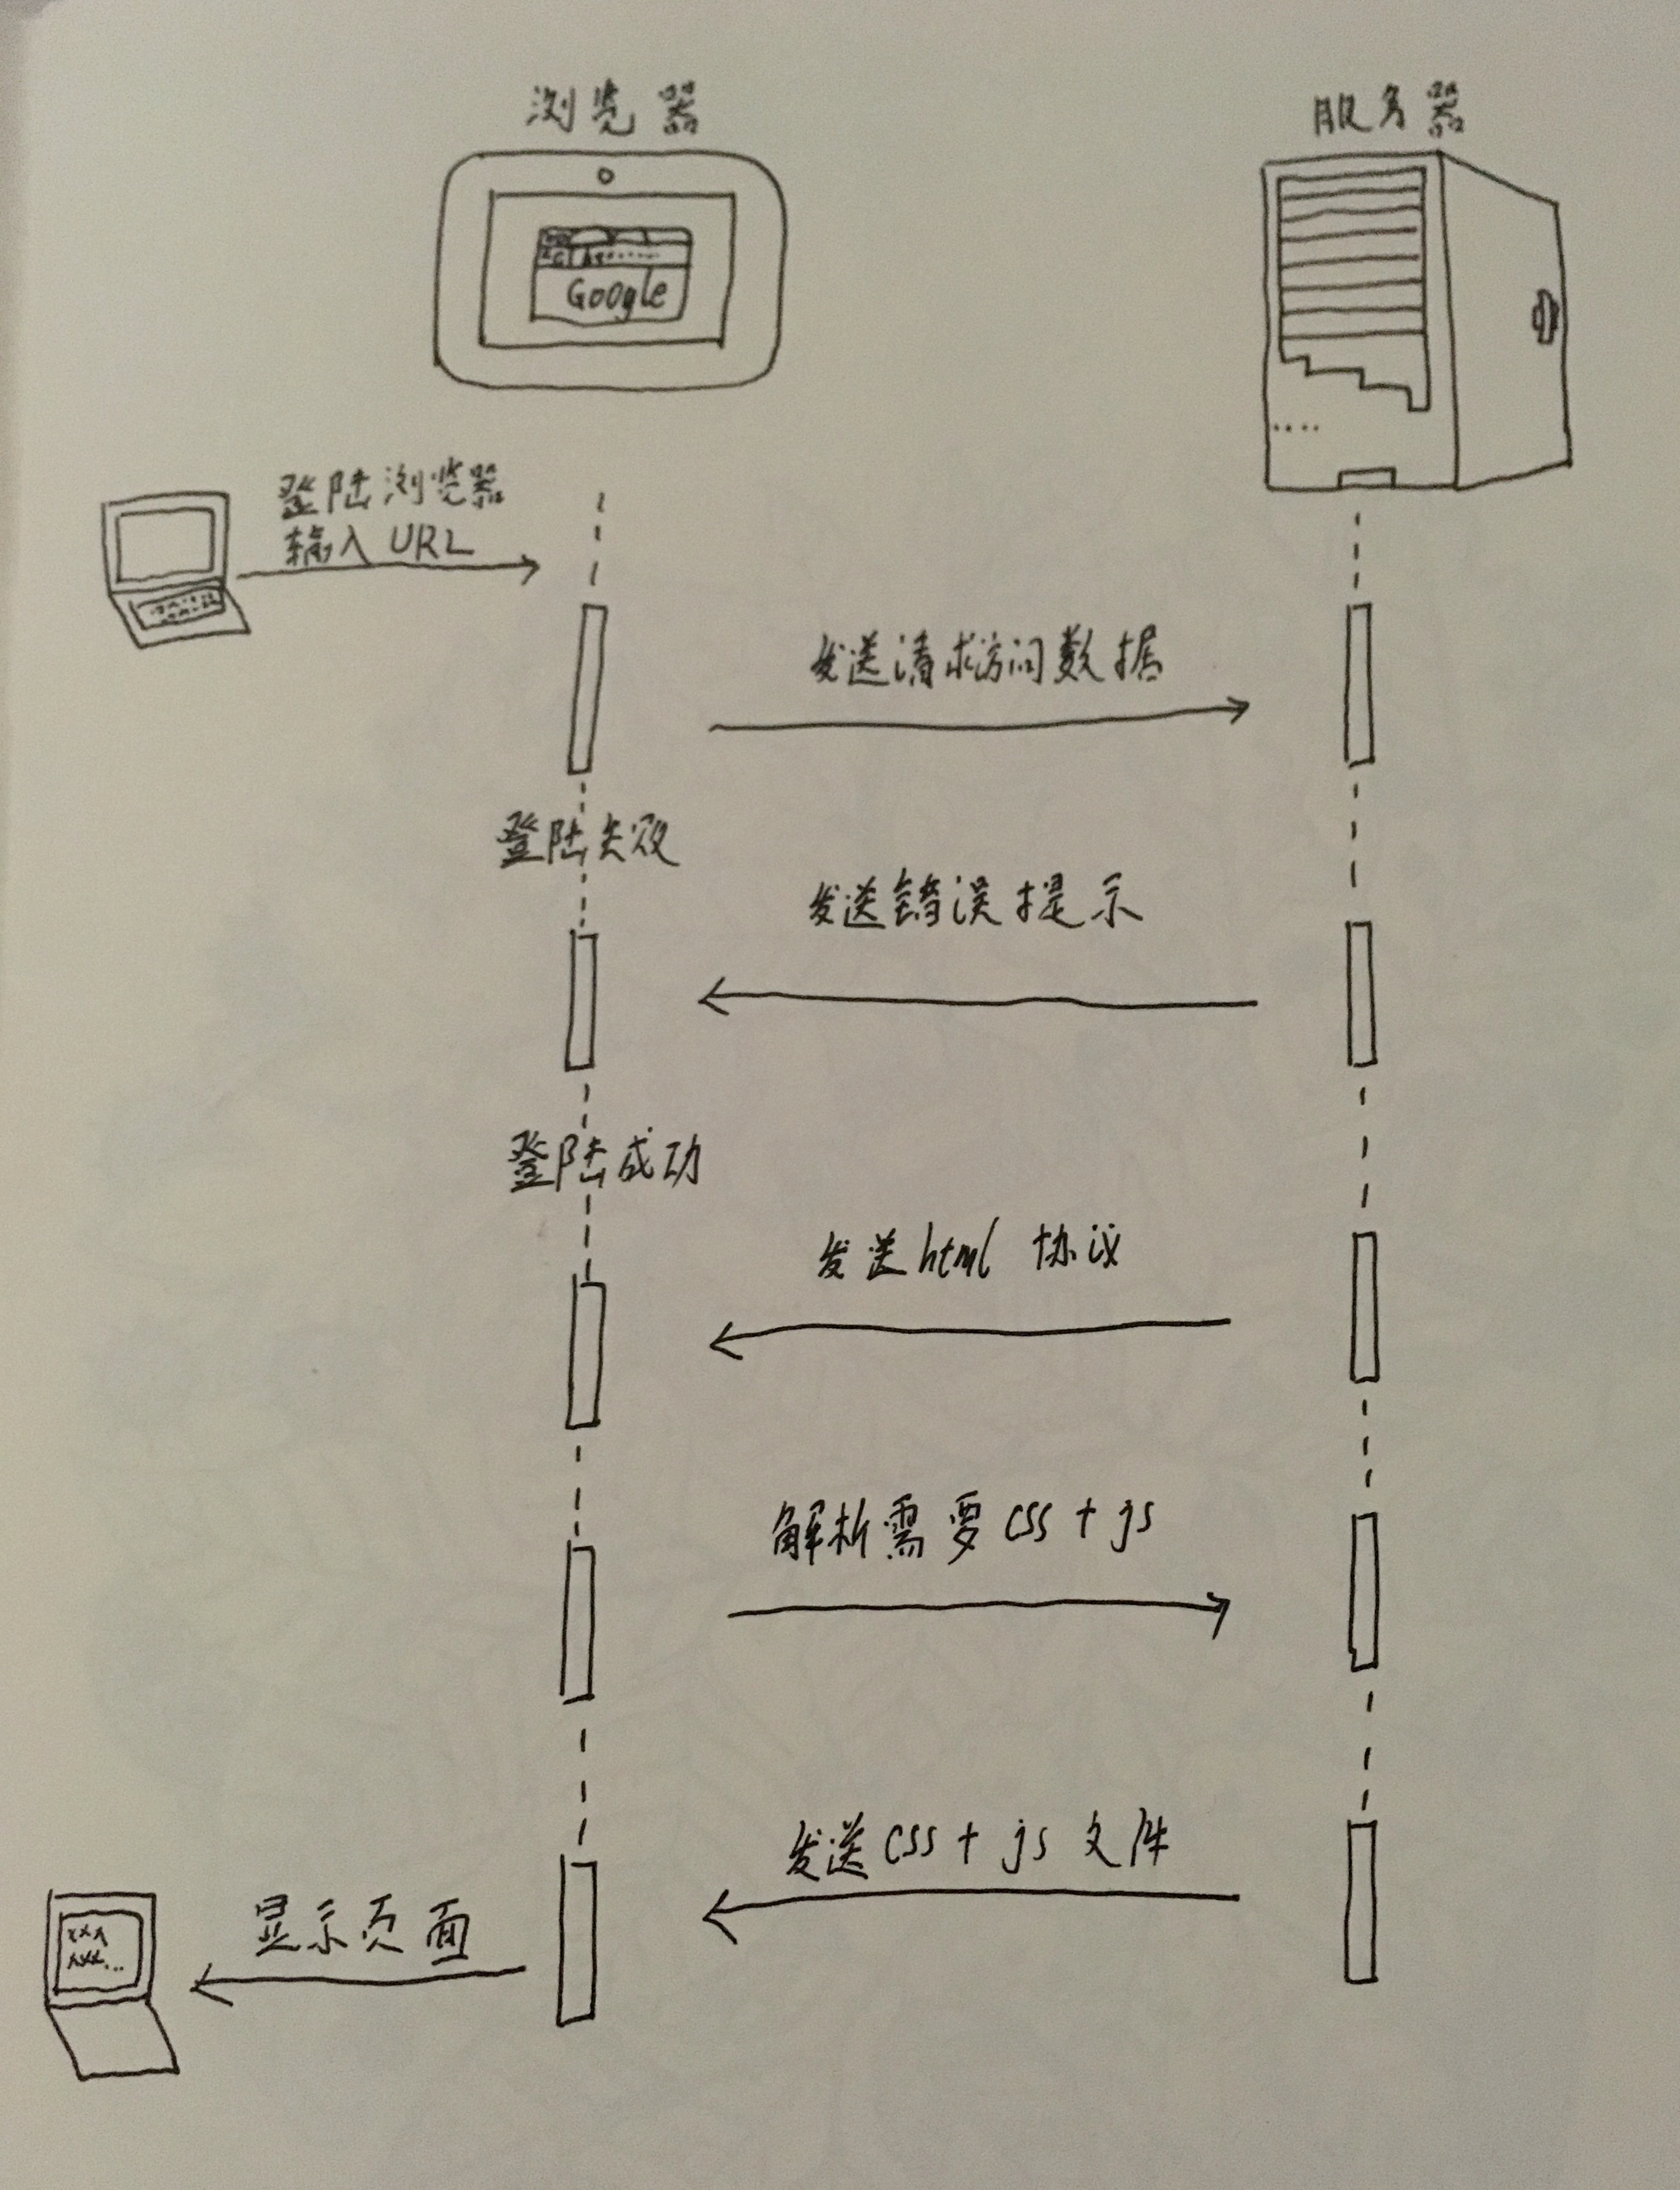 浏览器
服务器
Google
登陆浏览器
输入 URL
发送请求访问数据
登陆失败
发送错误提示
登陆成功
发送 html 协议
解析需要 css + js
发送 css + js 文件
显示页面
xxx
xxx...